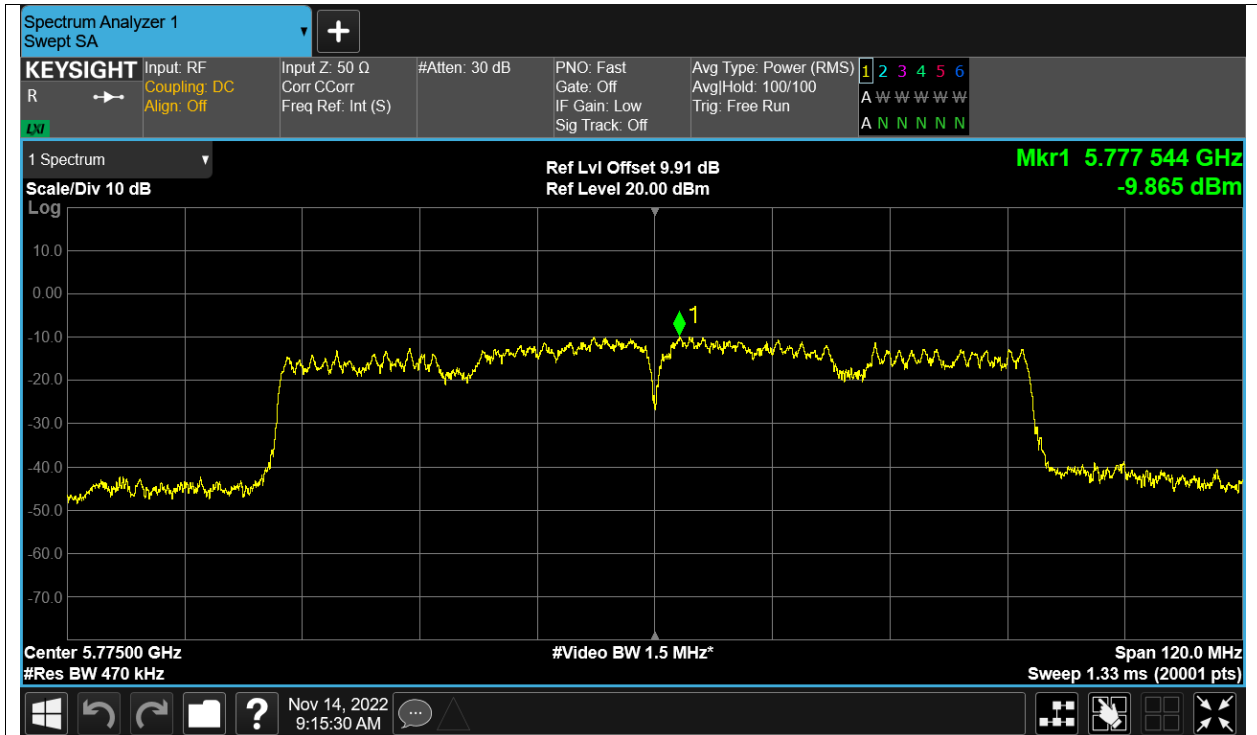 Spectrum Analyzer 1
Swept SA
KEYSIGHT
R
LXI
Input: RF
Coupling: DC
Align: Off
Input Z: 50 Ω
Corr CCorr
Freq Ref: Int (S)
#Atten: 30 dB
PNO: Fast
Gate: Off
IF Gain: Low
Sig Track: Off
Avg Type: Power (RMS)
Avg|Hold: 100/100
Trig: Free Run
1 2 3 4 5 6
A W W W W W
A N N N N N
1 Spectrum
Scale/Div 10 dB
Log
Ref Lvl Offset 9.91 dB
Ref Level 20.00 dBm
Mkr1 5.777 544 GHz
-9.865 dBm
10.0
0.00
-10.0
-20.0
-30.0
-40.0
-50.0
-60.0
-70.0
1
Center 5.77500 GHz
#Res BW 470 kHz
#Video BW 1.5 MHz*
Span 120.0 MHz
Sweep 1.33 ms (20001 pts)
?
Nov 14, 2022
9:15:30 AM